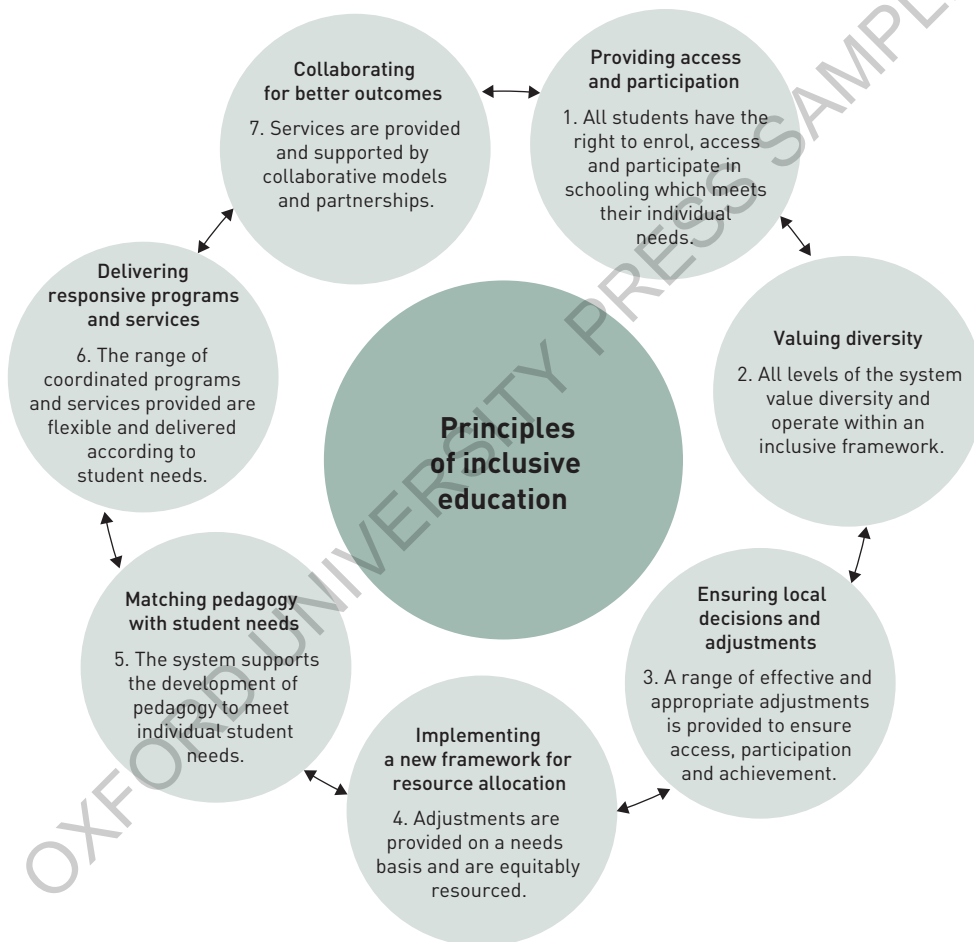 Principles
of inclusive
education
Providing access
and participation
1. All students have the
right to enrol, access
and participate in
schooling which meets
their individual
needs.
Valuing diversity
2. All levels of the system
value diversity and
operate within an
inclusive framework.
Ensuring local
decisions and
adjustments
3. A range of effective and
appropriate adjustments
is provided to ensure
access, participation
and achievement.
Implementing
a new framework for
resource allocation
4. Adjustments are
provided on a needs
basis and are equitably
resourced.
Matching pedagogy
with student needs
5. The system supports
the development of
pedagogy to meet
individual student
needs.
Delivering
responsive programs
and services
6. The range of
coordinated programs
and services provided are
flexible and delivered
according to
student needs.
Collaborating
for better outcomes
7. Services are provided
and supported by
collaborative models
and partnerships.
OXFORD UNIVERSITY PRESS SAMPLE